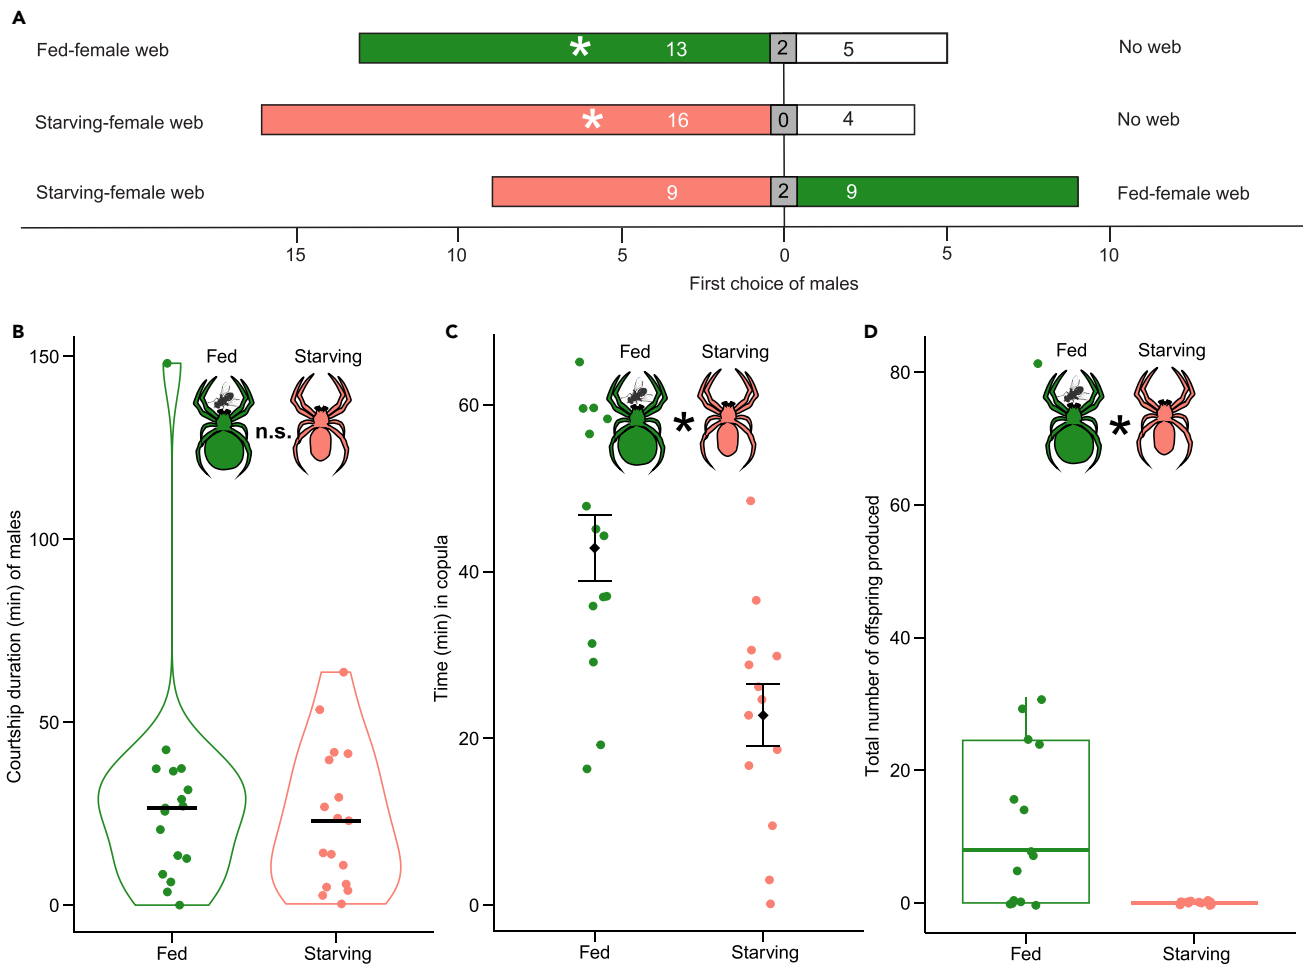 A
Fed-female web * 13 2 5 No web
Starving-female web * 16 0 4 No web
Starving-female web 9 2 9 Fed-female web
15 10 5 0 5 10
First choice of males
B
Fed Starving
n.s.
150
100
50
0
Courtship duration (min) of males
Fed Starving
C
Fed Starving
*
60
40
20
0
Time (min) in copula
Fed Starving
D
Fed Starving
*
80
60
40
20
0
Total number of offspring produced
Fed Starving